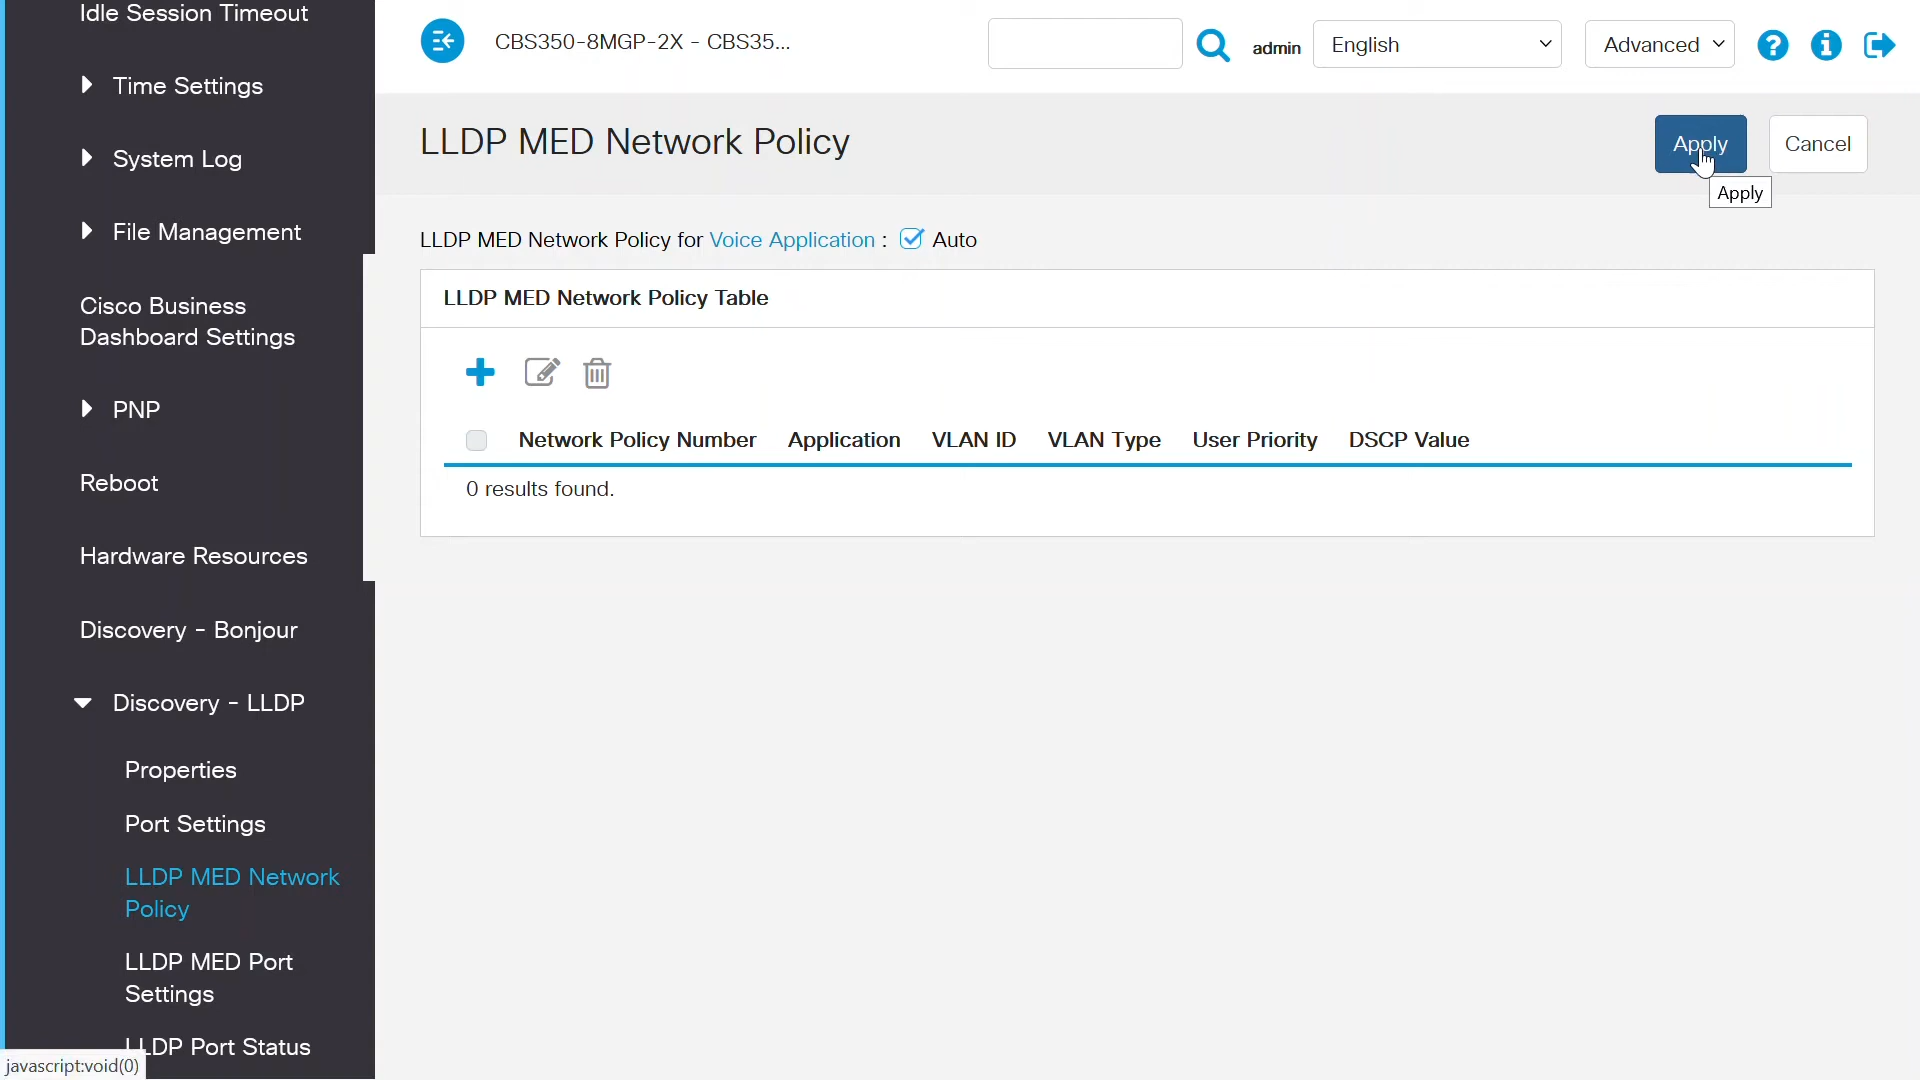 Idle Session Timeout
Time Settings
System Log
File Management
Cisco Business
Dashboard Settings
PNP
Reboot
Hardware Resources
Discovery - Bonjour
Discovery - LLDP
Properties
Port Settings
LLDP MED Network
Policy
LLDP MED Port
Settings
LLDP Port Status
javascript:void(0)
CBS350-8MGP-2X - CBS35...
admin
English
Advanced
LLDP MED Network Policy
Apply
Cancel
Apply
LLDP MED Network Policy for Voice Application : Auto
LLDP MED Network Policy Table
Network Policy Number Application VLAN ID VLAN Type User Priority DSCP Value
0 results found.